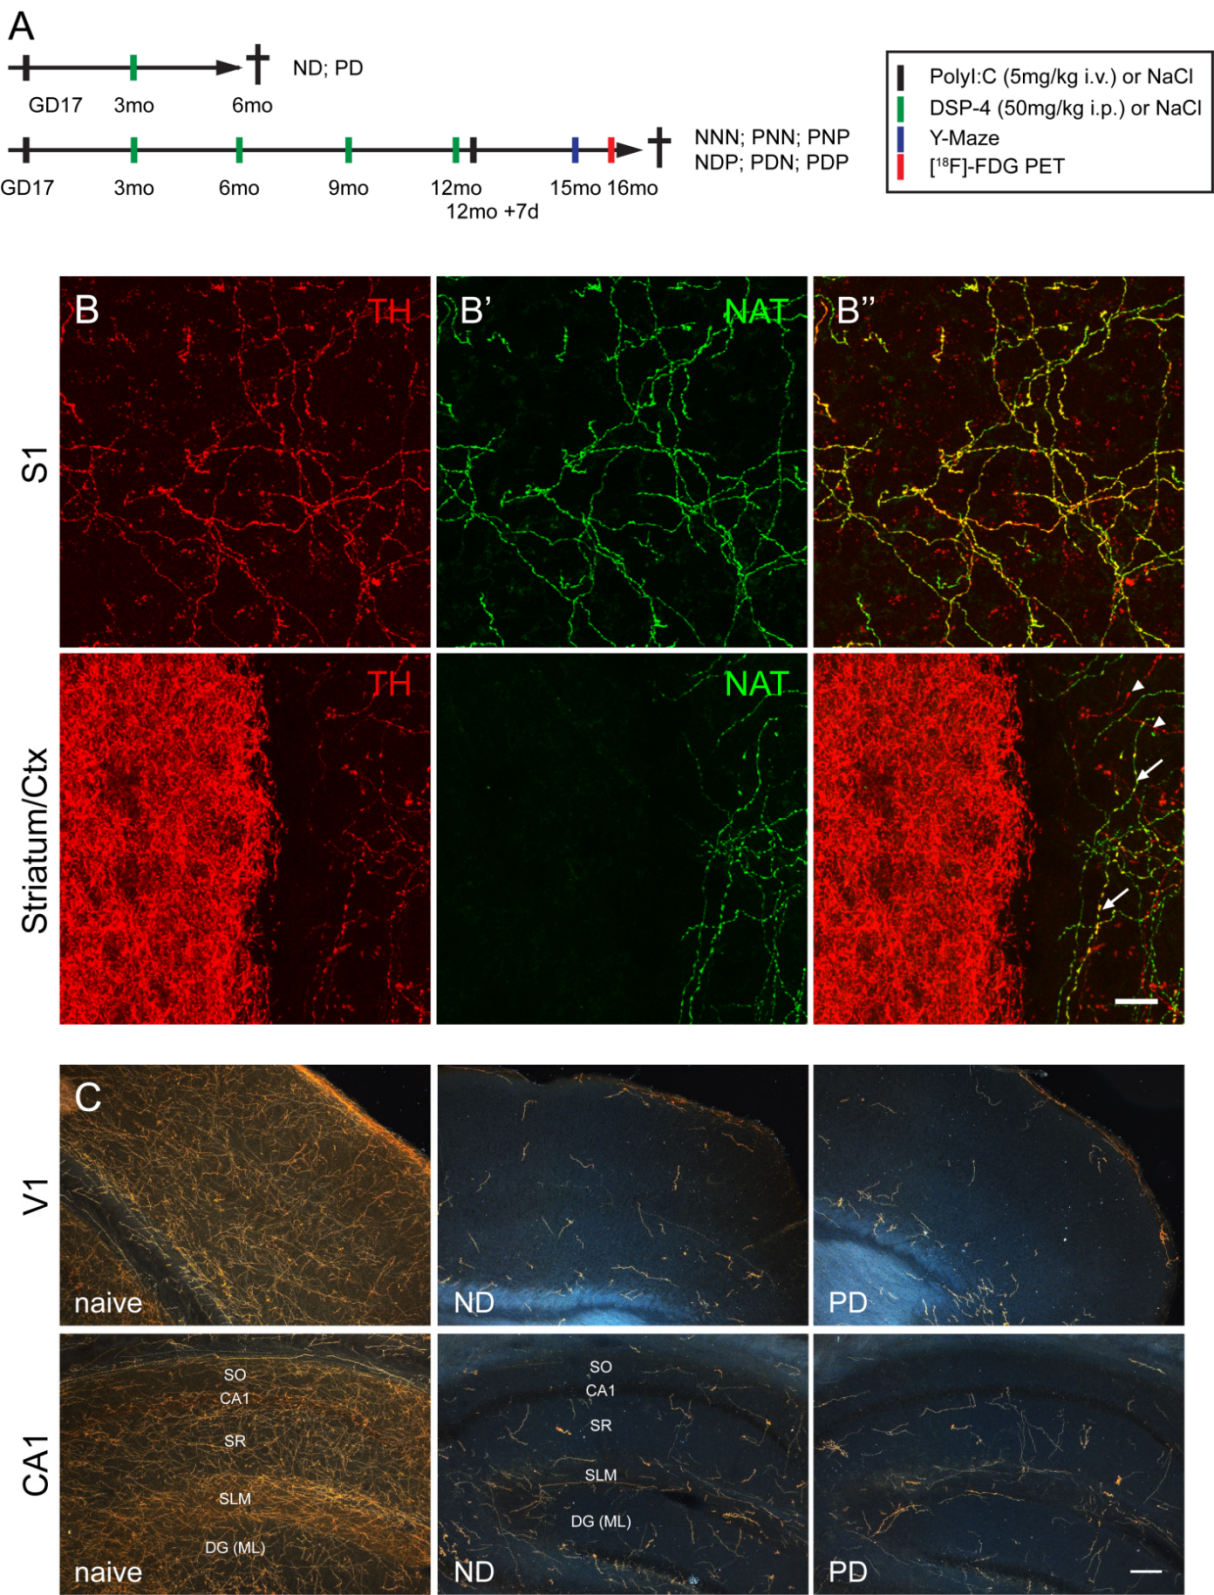 A
ND; PD
GD17 3mo 6mo
NNN; PNN; PNP
NDP; PDN; PDP
GD17 3mo 6mo 9mo 12mo 15mo 16mo
12mo +7d
PolyI:C (5mg/kg i.v.) or NaCl
DSP-4 (50mg/kg i.p.) or NaCl
Y-Maze
[¹⁸F]-FDG PET
B TH B' NAT B''
S1
TH NAT
Striatum/Ctx
C
V1
naive ND PD
SO SO
CA1 CA1
SR SR
SLM SLM
DG (ML) DG (ML)
CA1
naive ND PD